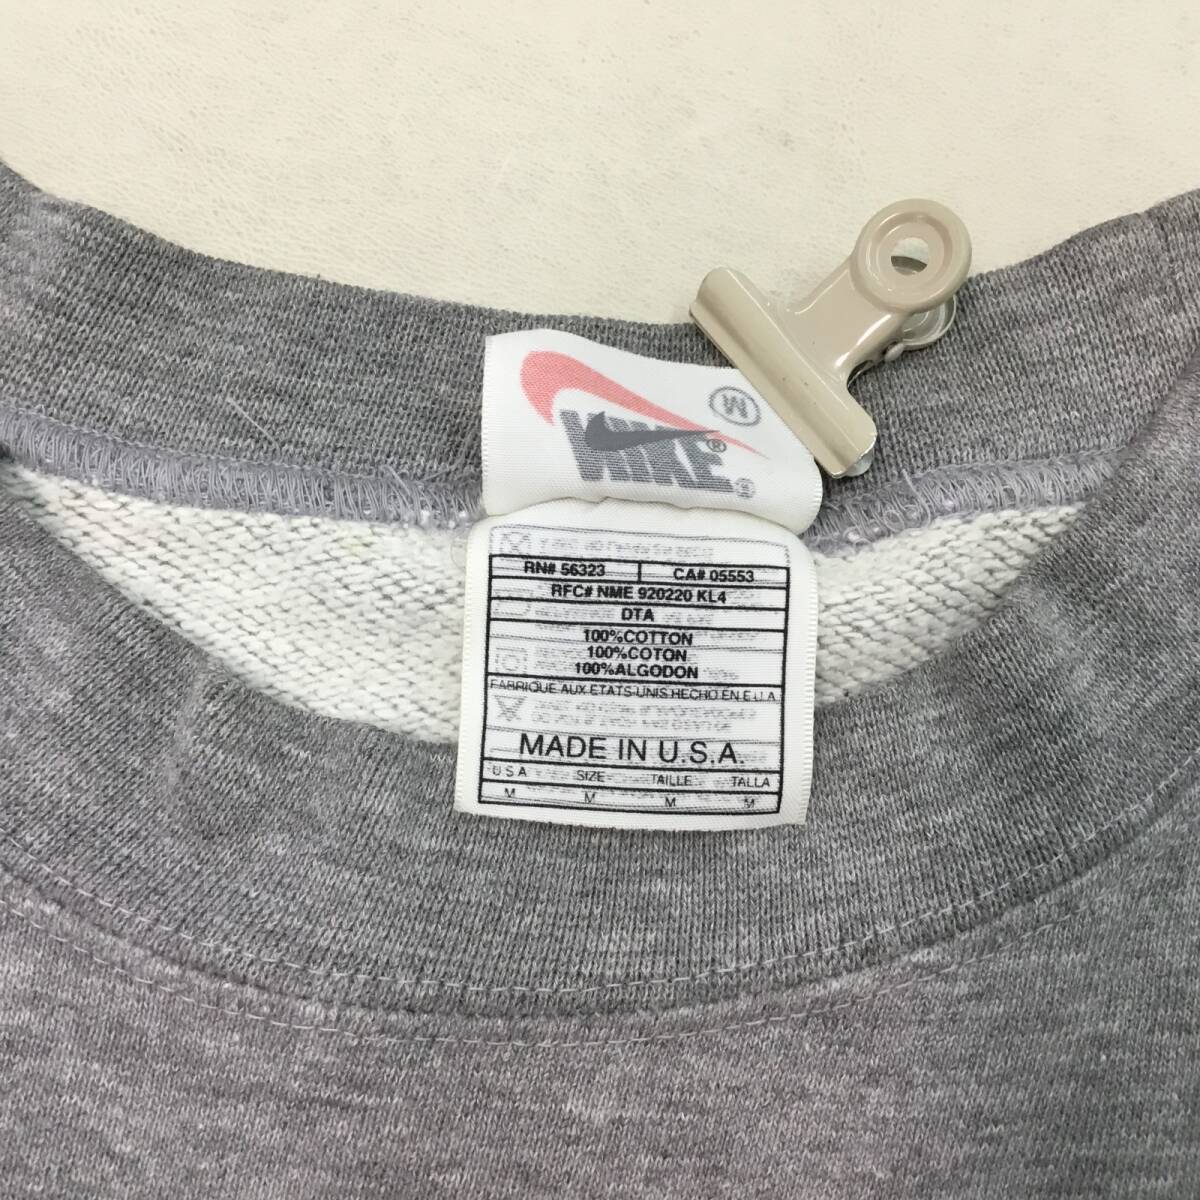 NIKE®
M
RN# 56323 CA# 05553
RFC# NME 920220 KL4
DTA
100%COTTON
100%COTON
100%ALGODON
FABRIQUE AUX ETATS-UNIS HECHO EN E.U.A
MADE IN U.S.A.
USA SIZE TAILLE TALLA
M M M M